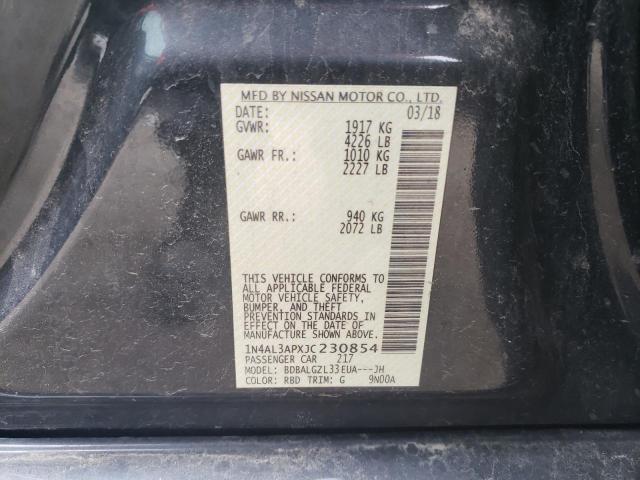 MFD BY NISSAN MOTOR CO., LTD.
DATE: 03/18
GVWR: 1917 KG
4226 LB
GAWR FR.: 1010 KG
2227 LB
GAWR RR.: 940 KG
2072 LB
THIS VEHICLE CONFORMS TO
ALL APPLICABLE FEDERAL
MOTOR VEHICLE SAFETY,
BUMPER, AND THEFT
PREVENTION STANDARDS
IN EFFECT ON THE DATE OF
MANUFACTURE SHOWN ABOVE.
1N4AL3APXJC230854
PASSENGER CAR 217
MODEL: BDBALGZL33EUA---JH
COLOR: RBD TRIM: G 9N00A